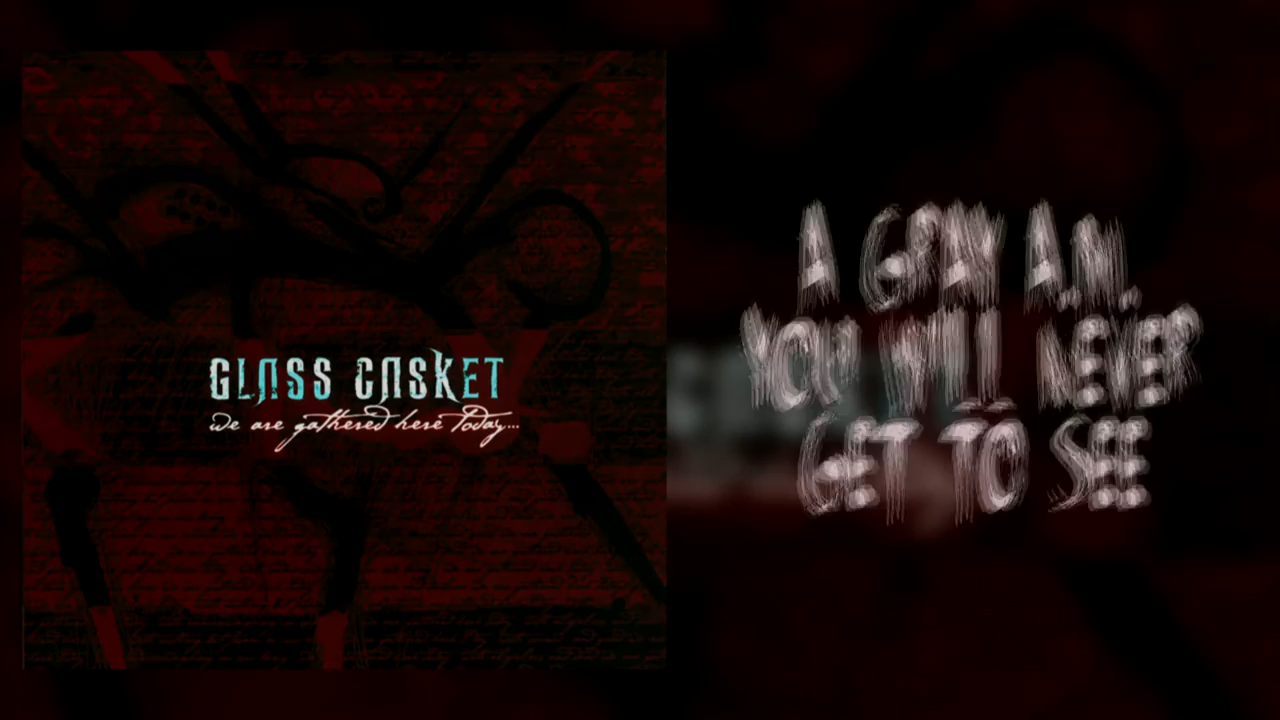 GLASS CASKET
we are gathered here today...
A GRAY A.M.
YOU WILL NEVER
GET TO SEE